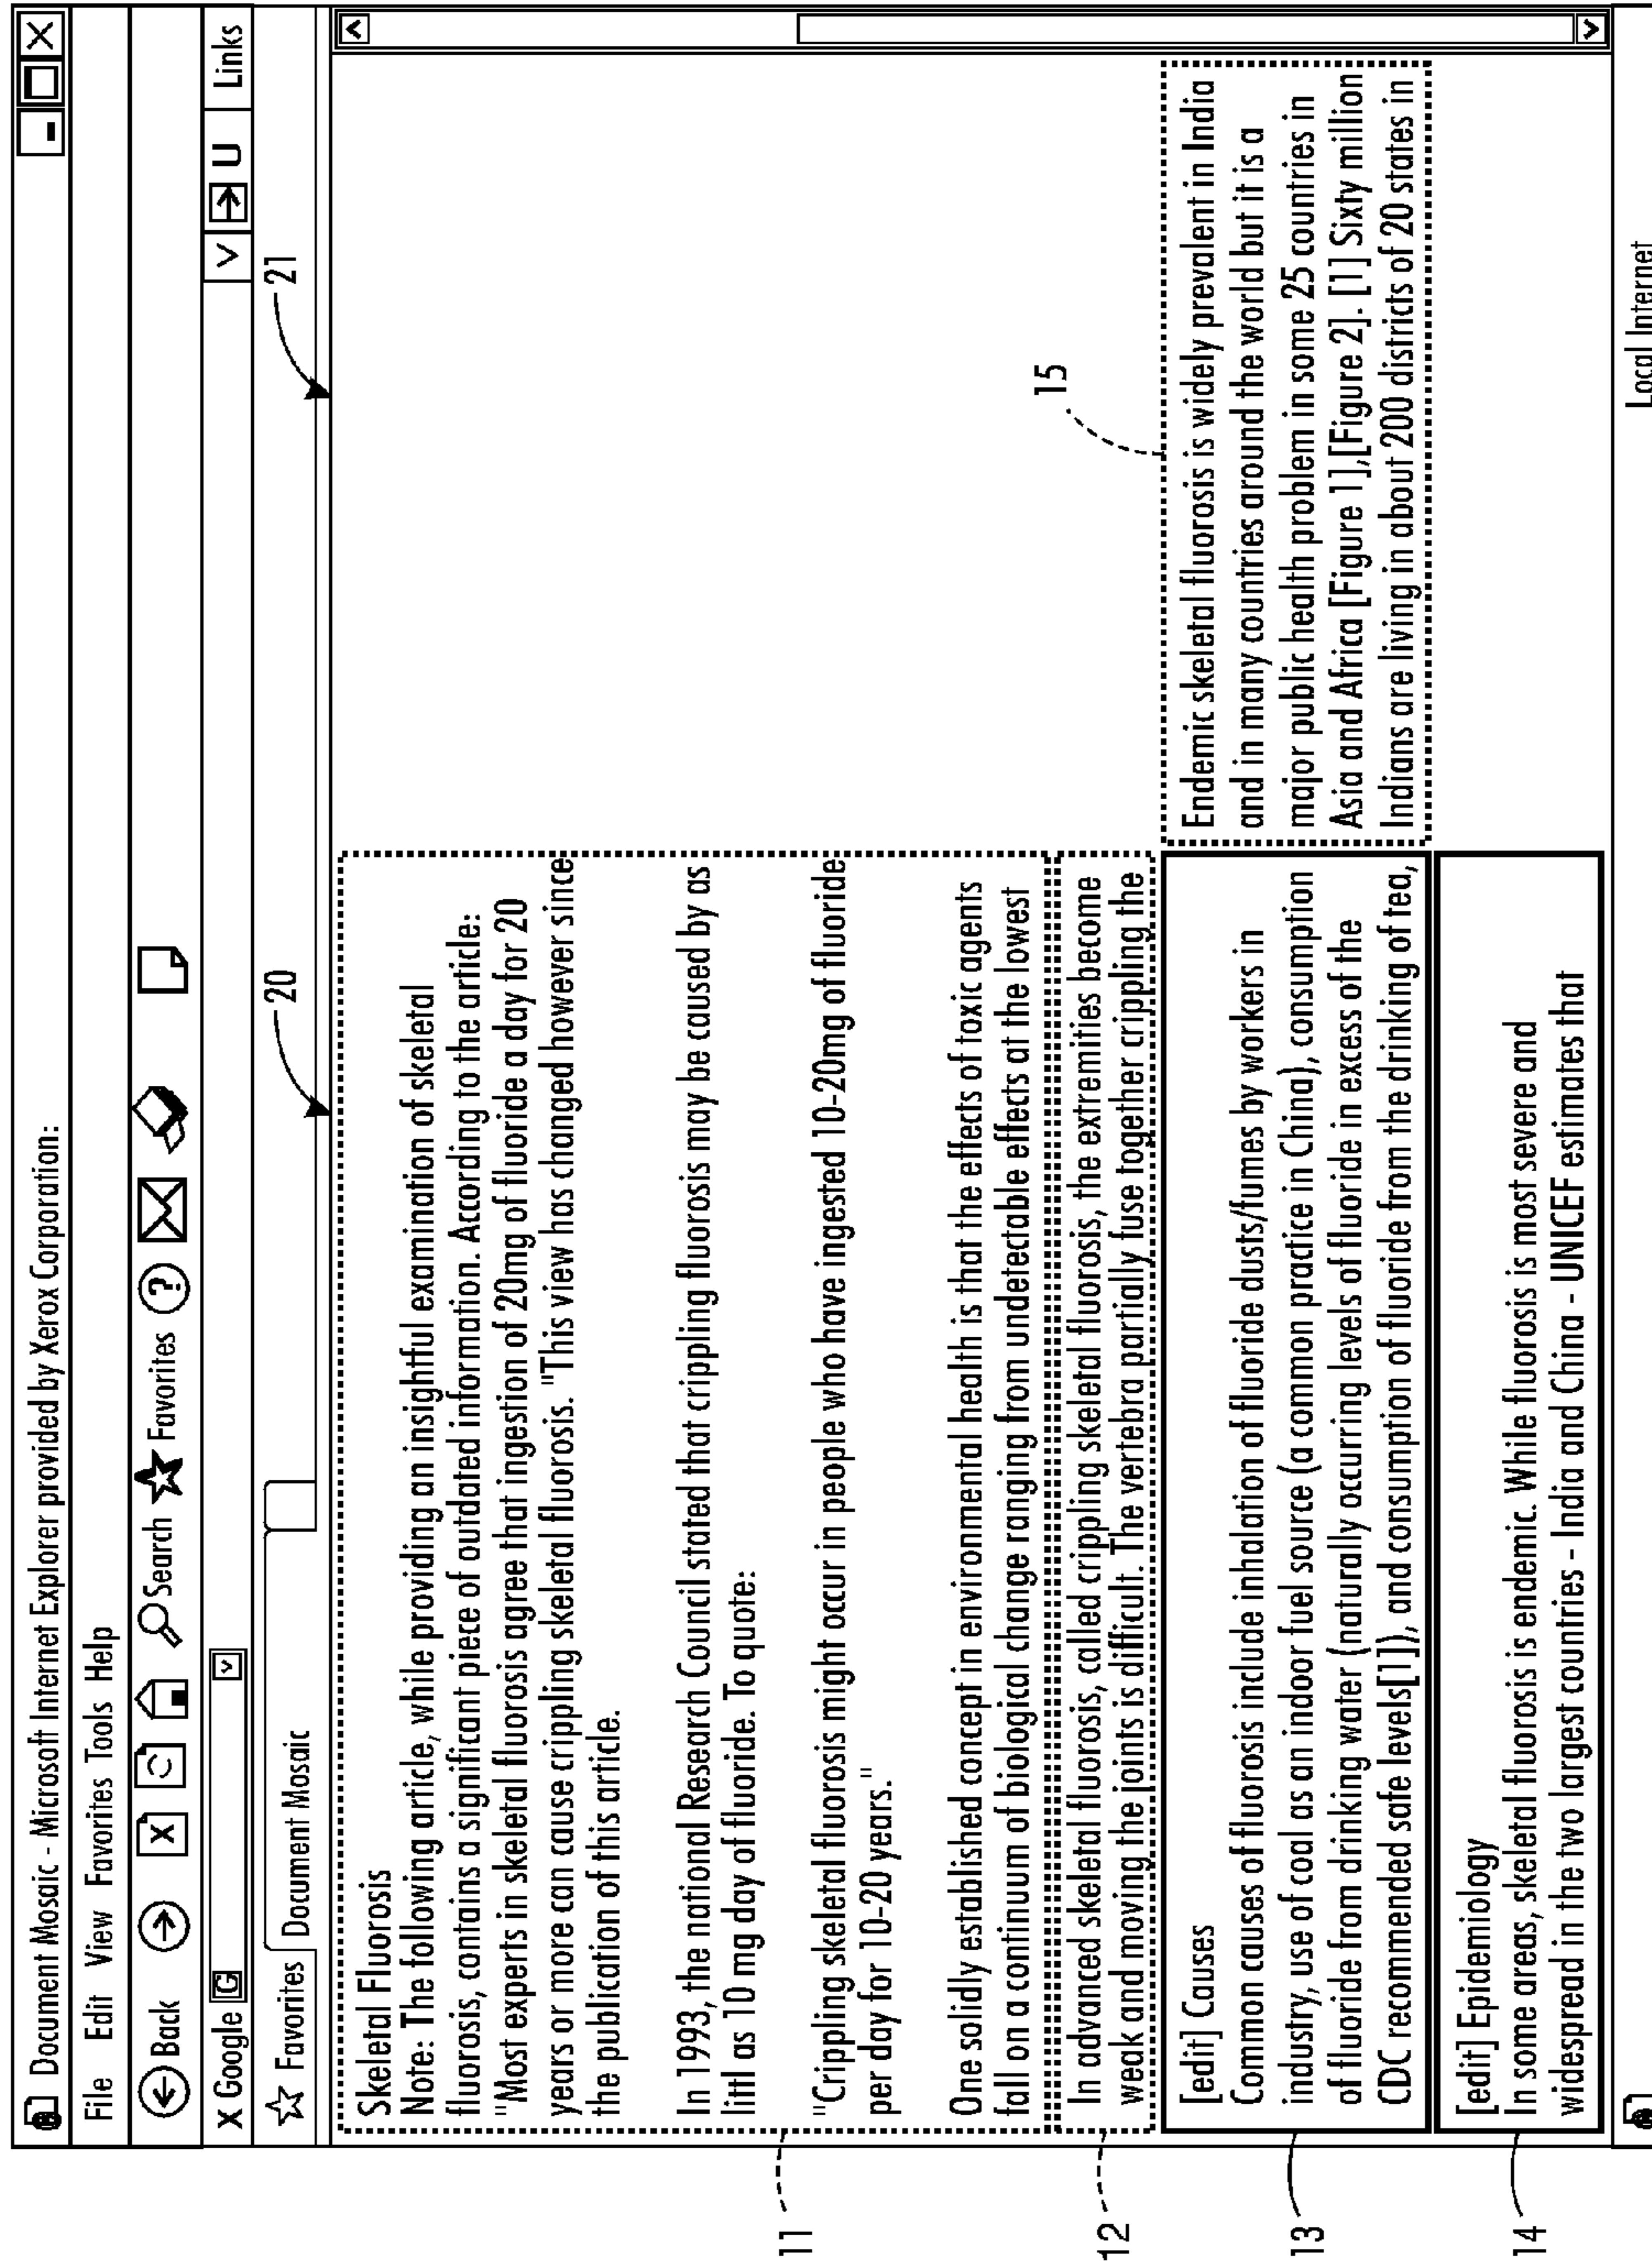 Document Mosaic - Microsoft Internet Explorer provided by Xerox Corporation:
File Edit View Favorites Tools Help
Back Search Favorites ?
X Google G V U Links
Favorites Document Mosaic
20
21
Skeletal Fluorosis
Note: The following article, while providing an insightful examination of skeletal
fluorosis, contains a significant piece of outdated information. According to the article:
"Most experts in skeletal fluorosis agree that ingestion of 20mg of fluoride a day for 20
years or more can cause crippling skeletal fluorosis. "This view has changed however since
the publication of this article.
In 1993, the national Research Council stated that crippling fluorosis may be caused by as
littl as 10 mg day of fluoride. To quote:
"Crippling skeletal fluorosis might occur in people who have ingested 10-20mg of fluoride
per day for 10-20 years."
One solidly established concept in environmental health is that the effects of toxic agents
fall on a continuum of biological change ranging from undetectable effects at the lowest
11
In advanced skeletal fluorosis, called crippling skeletal fluorosis, the extremities become
weak and moving the joints is difficult. The vertebra partially fuse together crippling the
12
[edit] Causes
Common causes of fluorosis include inhalation of fluoride dusts/fumes by workers in
industry, use of coal as an indoor fuel source (a common practice in China), consumption
of fluoride from drinking water (naturally occurring levels of fluoride in excess of the
CDC recommended safe levels[1]), and consumption of fluoride from the drinking of tea,
13
[edit] Epidemiology
In some areas, skeletal fluorosis is endemic. While fluorosis is most severe and
widespread in the two largest countries - India and China - UNICEF estimates that
14
15
Endemic skeletal fluorosis is widely prevalent in India
and in many countries around the world but it is a
major public health problem in some 25 countries in
Asia and Africa [Figure 1],[Figure 2]. [1] Sixty million
Indians are living in about 200 districts of 20 states in
Local Internet